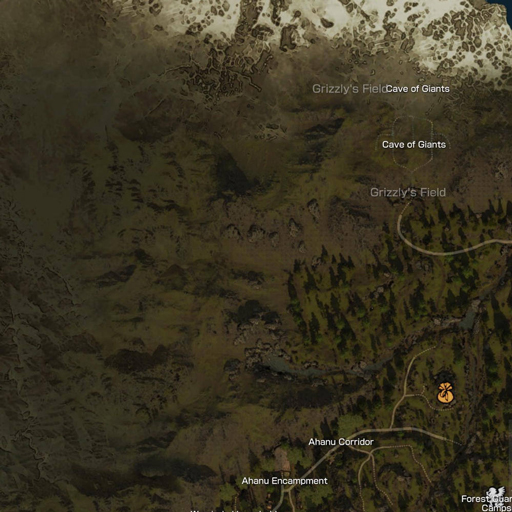 Grizzly's Field
Cave of Giants
Cave of Giants
Grizzly's Field
Ahanu Corridor
Ahanu Encampment
Forest
Camps